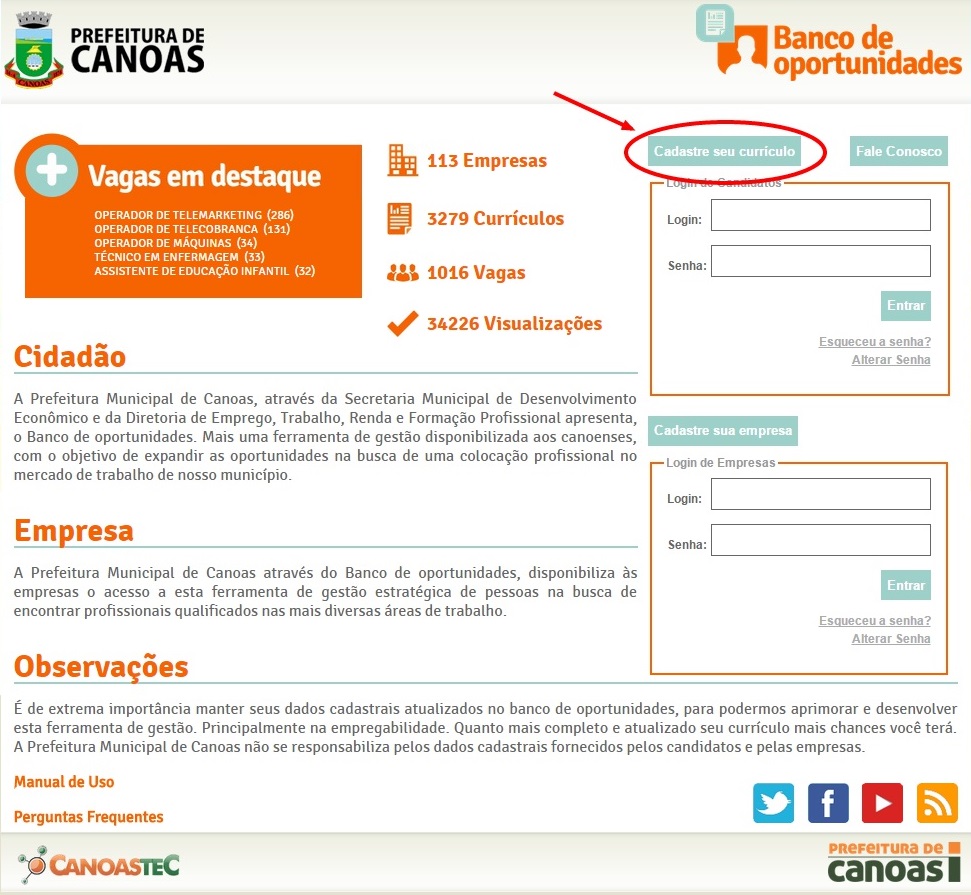 PREFEITURA DE
CANOAS
CANOAS
Banco de
oportunidades
Vagas em destaque
OPERADOR DE TELEMARKETING (286)
OPERADOR DE TELECOBRANCA (131)
OPERADOR DE MÁQUINAS (34)
TÉCNICO EM ENFERMAGEM (33)
ASSISTENTE DE EDUCAÇÃO INFANTIL (32)
113 Empresas
3279 Currículos
1016 Vagas
34226 Visualizações
Cadastre seu currículo
Fale Conosco
Login de Candidatos
Login:
Senha:
Entrar
Esqueceu a senha?
Alterar Senha
Cidadão
A Prefeitura Municipal de Canoas, através da Secretaria Municipal de Desenvolvimento
Econômico e da Diretoria de Emprego, Trabalho, Renda e Formação Profissional apresenta,
o Banco de oportunidades. Mais uma ferramenta de gestão disponibilizada aos canoenses,
com o objetivo de expandir as oportunidades na busca de uma colocação profissional no
mercado de trabalho de nosso município.
Cadastre sua empresa
Login de Empresas
Login:
Senha:
Entrar
Esqueceu a senha?
Alterar Senha
Empresa
A Prefeitura Municipal de Canoas através do Banco de oportunidades, disponibiliza às
empresas o acesso a esta ferramenta de gestão estratégica de pessoas na busca de
encontrar profissionais qualificados nas mais diversas áreas de trabalho.
Observações
É de extrema importância manter seus dados cadastrais atualizados no banco de oportunidades, para podermos aprimorar e desenvolver
esta ferramenta de gestão. Principalmente na empregabilidade. Quanto mais completo e atualizado seu currículo mais chances você terá.
A Prefeitura Municipal de Canoas não se responsabiliza pelos dados cadastrais fornecidos pelos candidatos e pelas empresas.
Manual de Uso
Perguntas Frequentes
CANOASTEC
PREFEITURA DE
canoas